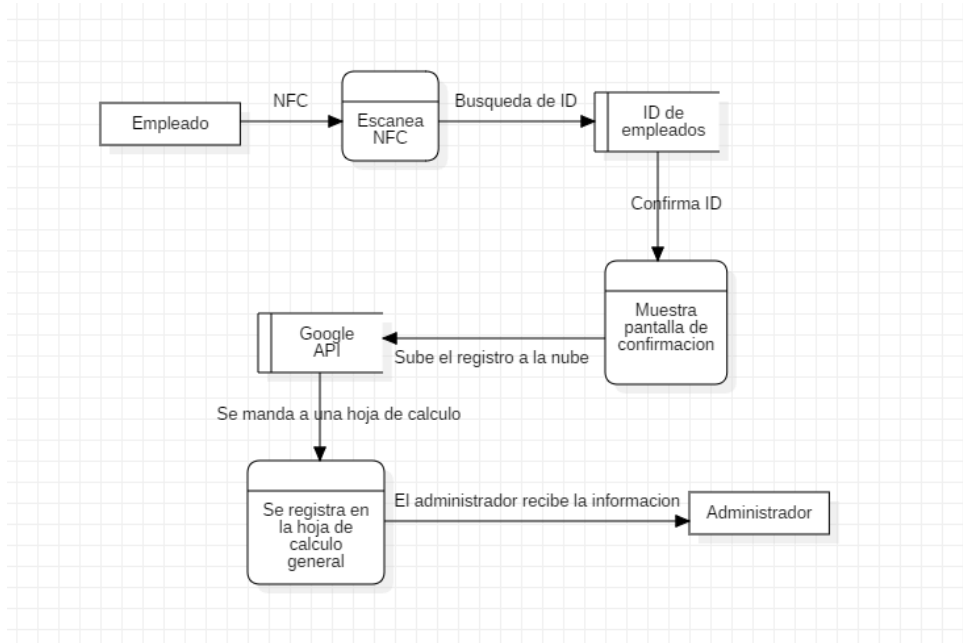 NFC
Empleado
Escanea
NFC
Busqueda de ID
ID de
empleados
Confirma ID
Muestra
pantalla de
confirmacion
Google
API
Sube el registro a la nube
Se manda a una hoja de calculo
Se registra en
la hoja de
calculo
general
El administrador recibe la informacion
Administrador